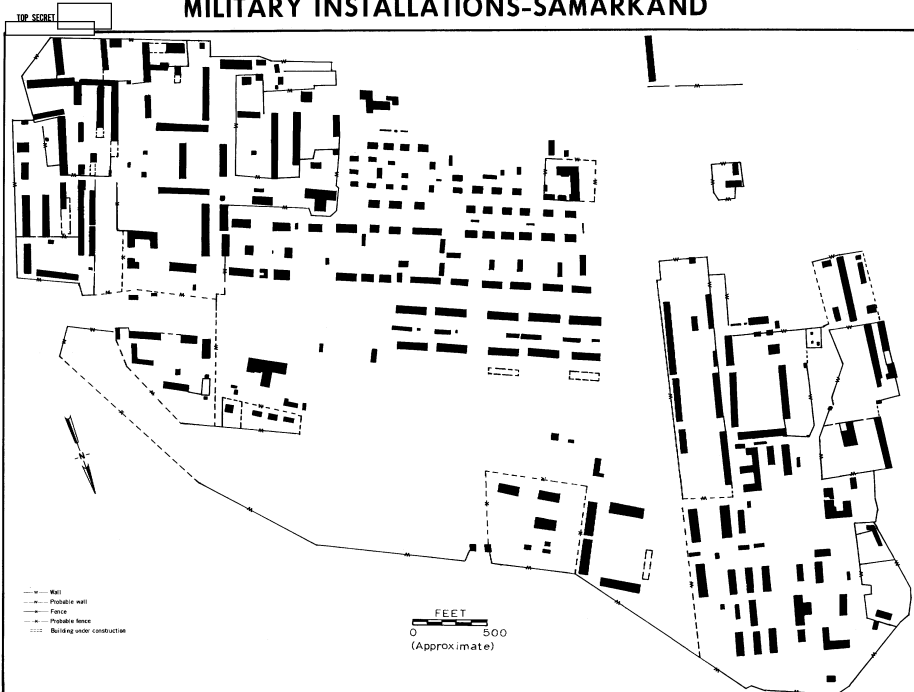 MILITARY INSTALLATIONS-SAMARKAND
TOP SECRET
N
Wall
Probable wall
Fence
Probable fence
Building under construction
FEET
0 500
(Approximate)